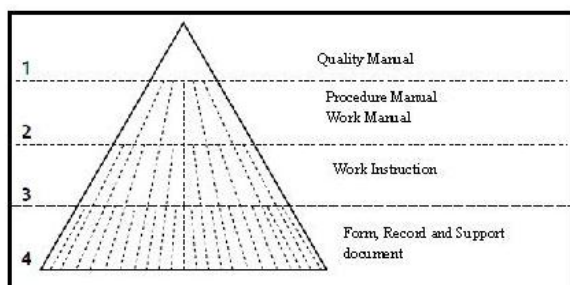 1
Quality Manual
Procedure Manual
Work Manual
2
Work Instruction
3
Form, Record and Support
document
4